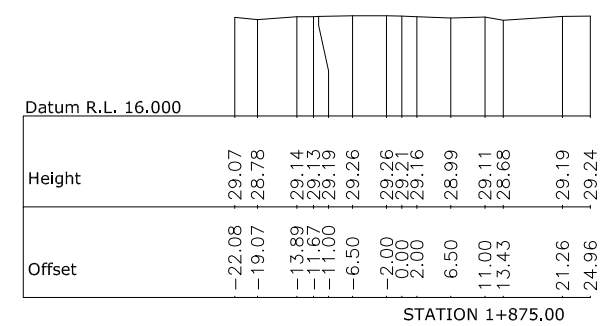 Datum R.L. 16.000
Height 29.07 28.78 29.14 29.13 29.19 29.26 29.26 29.21 29.16 28.99 29.11 28.68 29.19 29.24
Offset -22.08 -19.07 -13.89 -11.67 -11.00 -6.50 -2.00 0.00 2.00 6.50 11.00 13.43 21.26 24.96
STATION 1+875.00